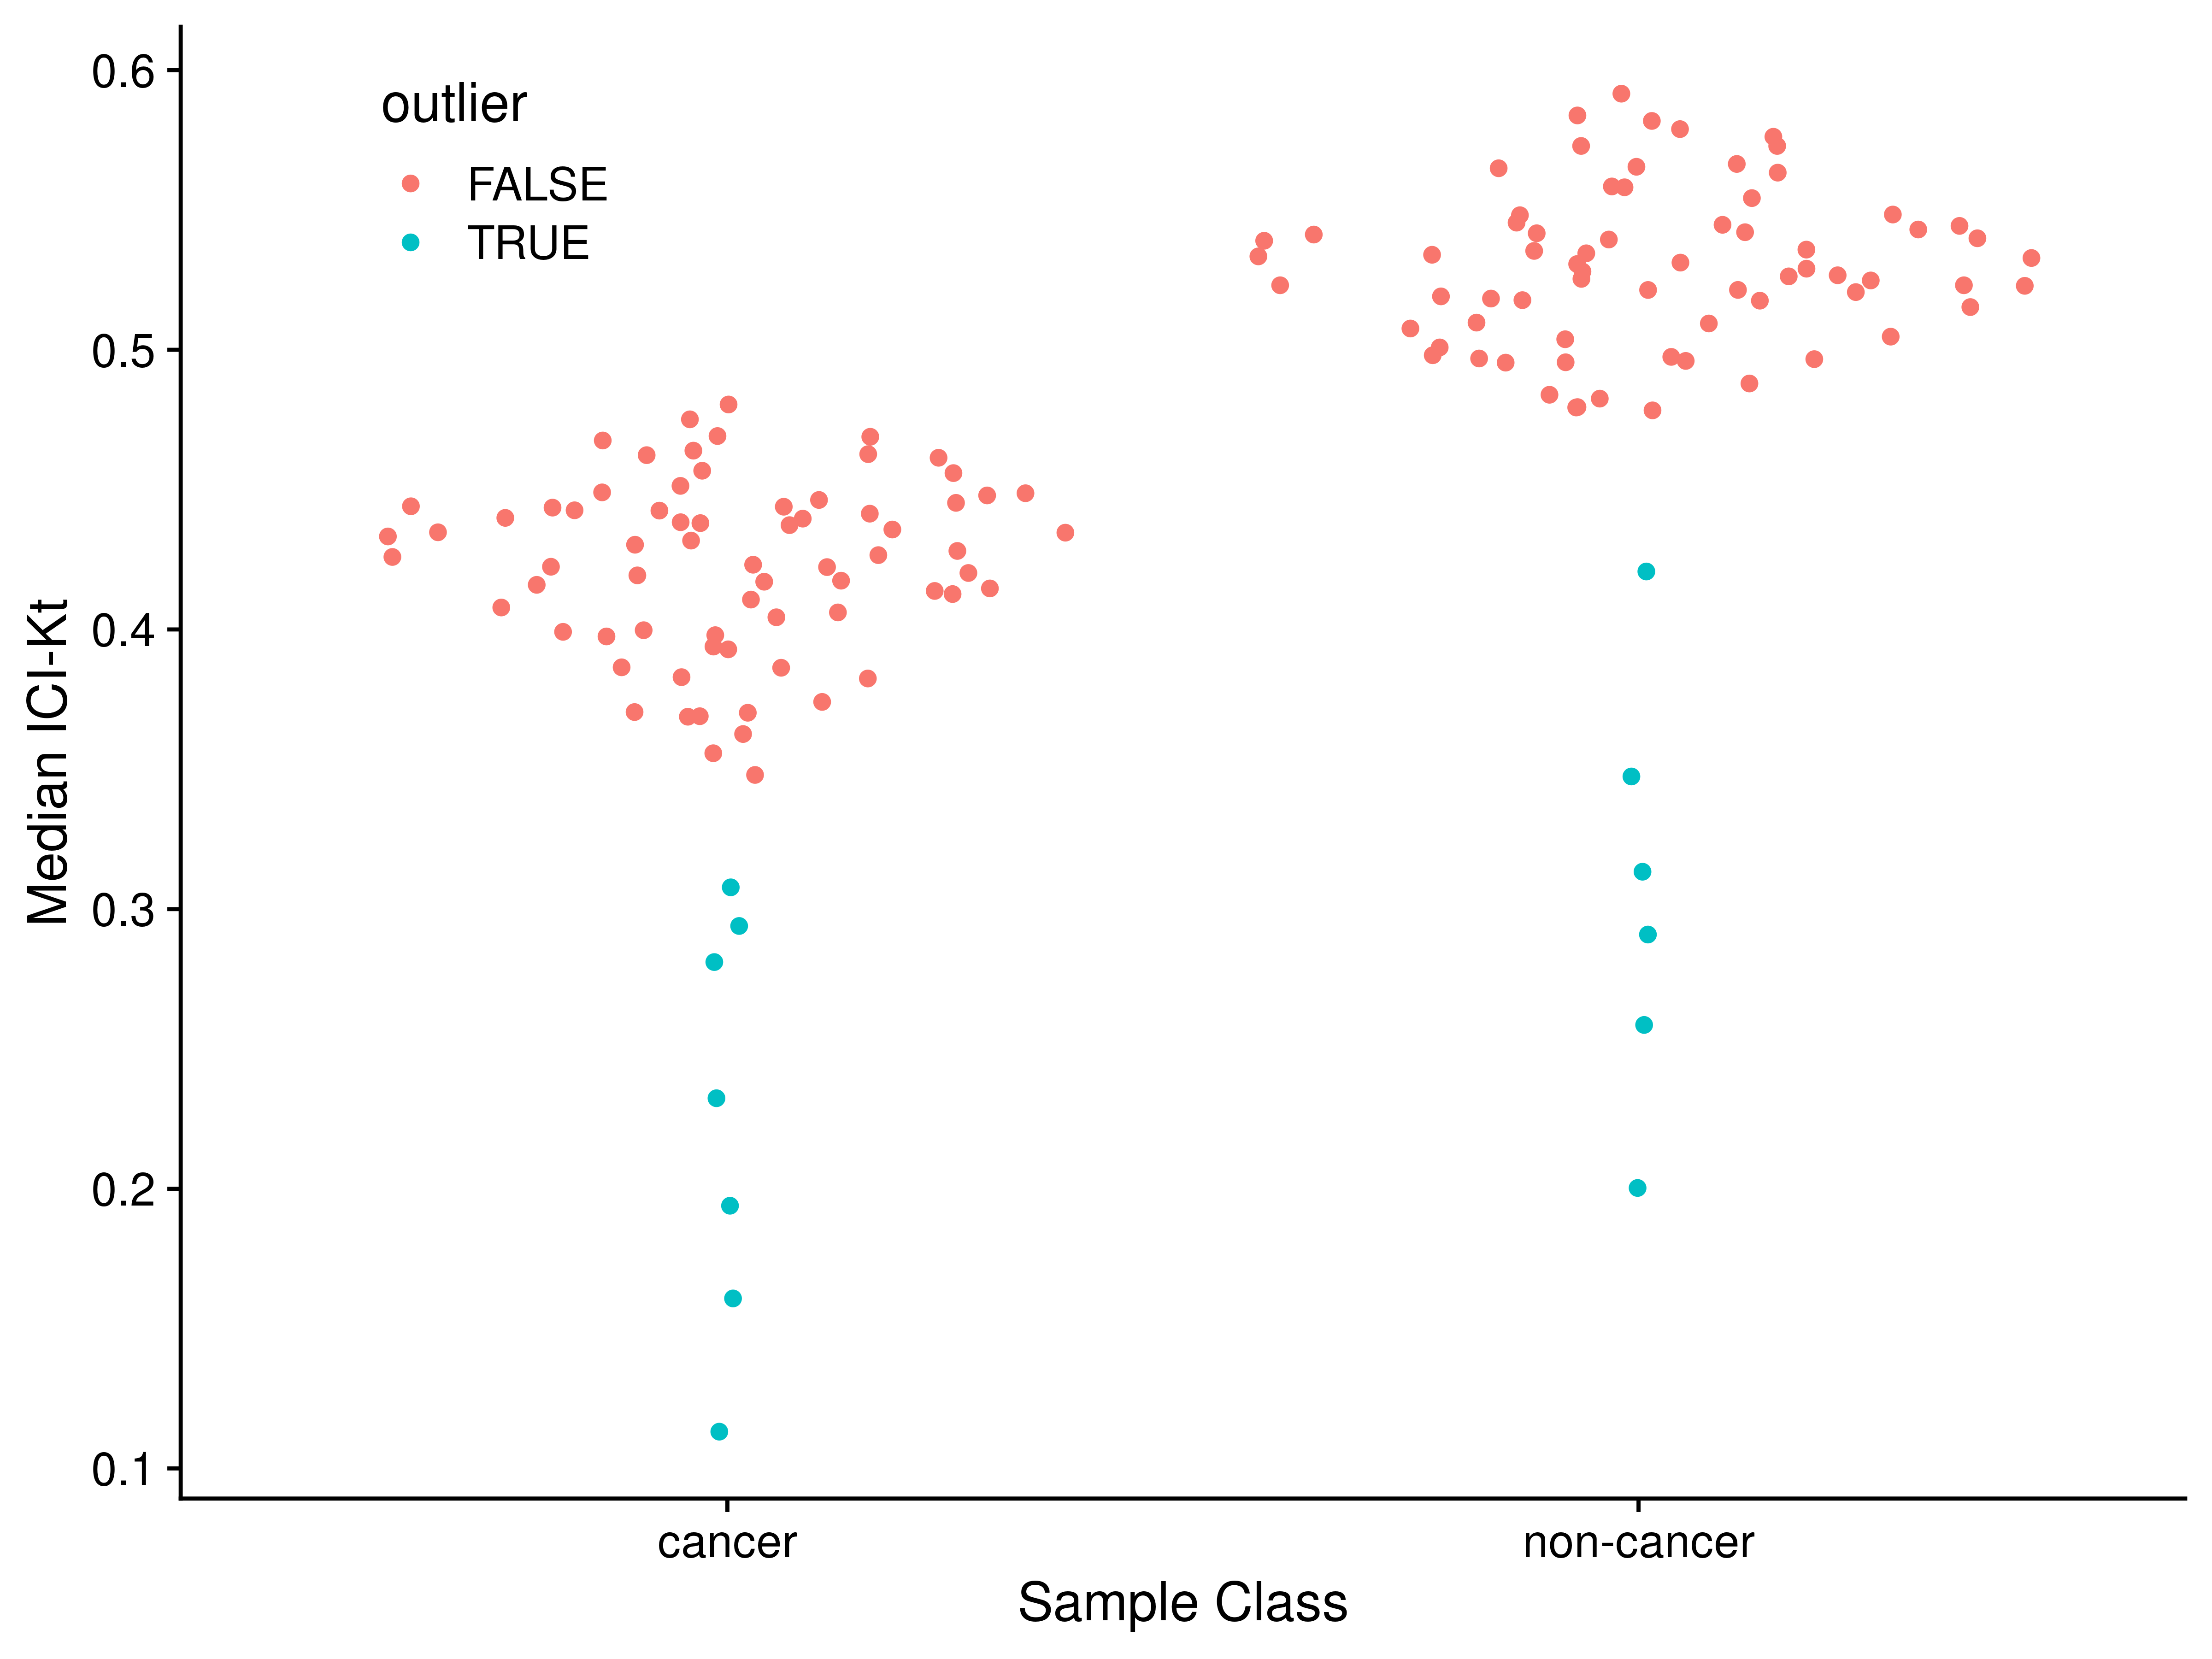 outlier
FALSE
TRUE
Median ICI-Kt
0.6
0.5
0.4
0.3
0.2
0.1
cancer
non-cancer
Sample Class